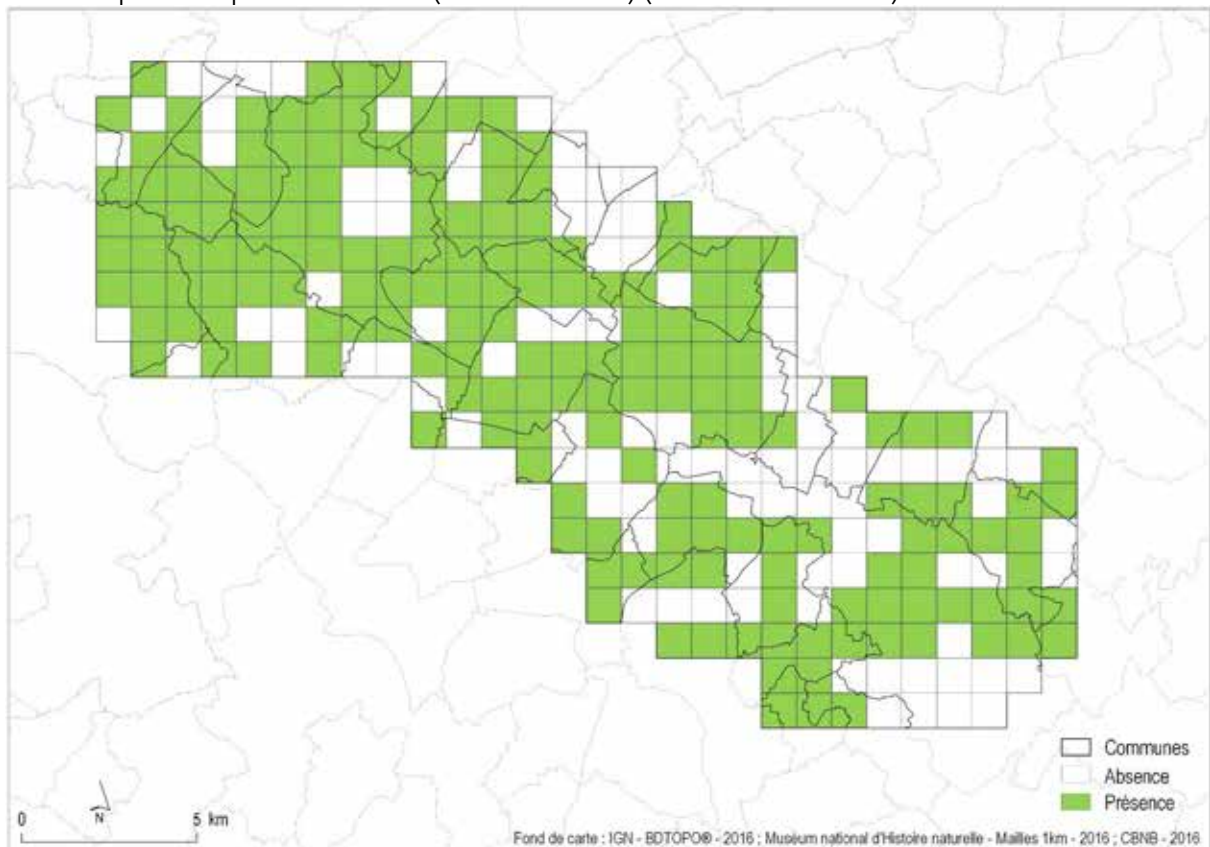 Communes
Absence
Présence
0 N 5 km
Fond de carte : IGN - BDTOPO® - 2016 ; Muséum national d'Histoire naturelle - Mailles 1km - 2016 ; CBNB - 2016